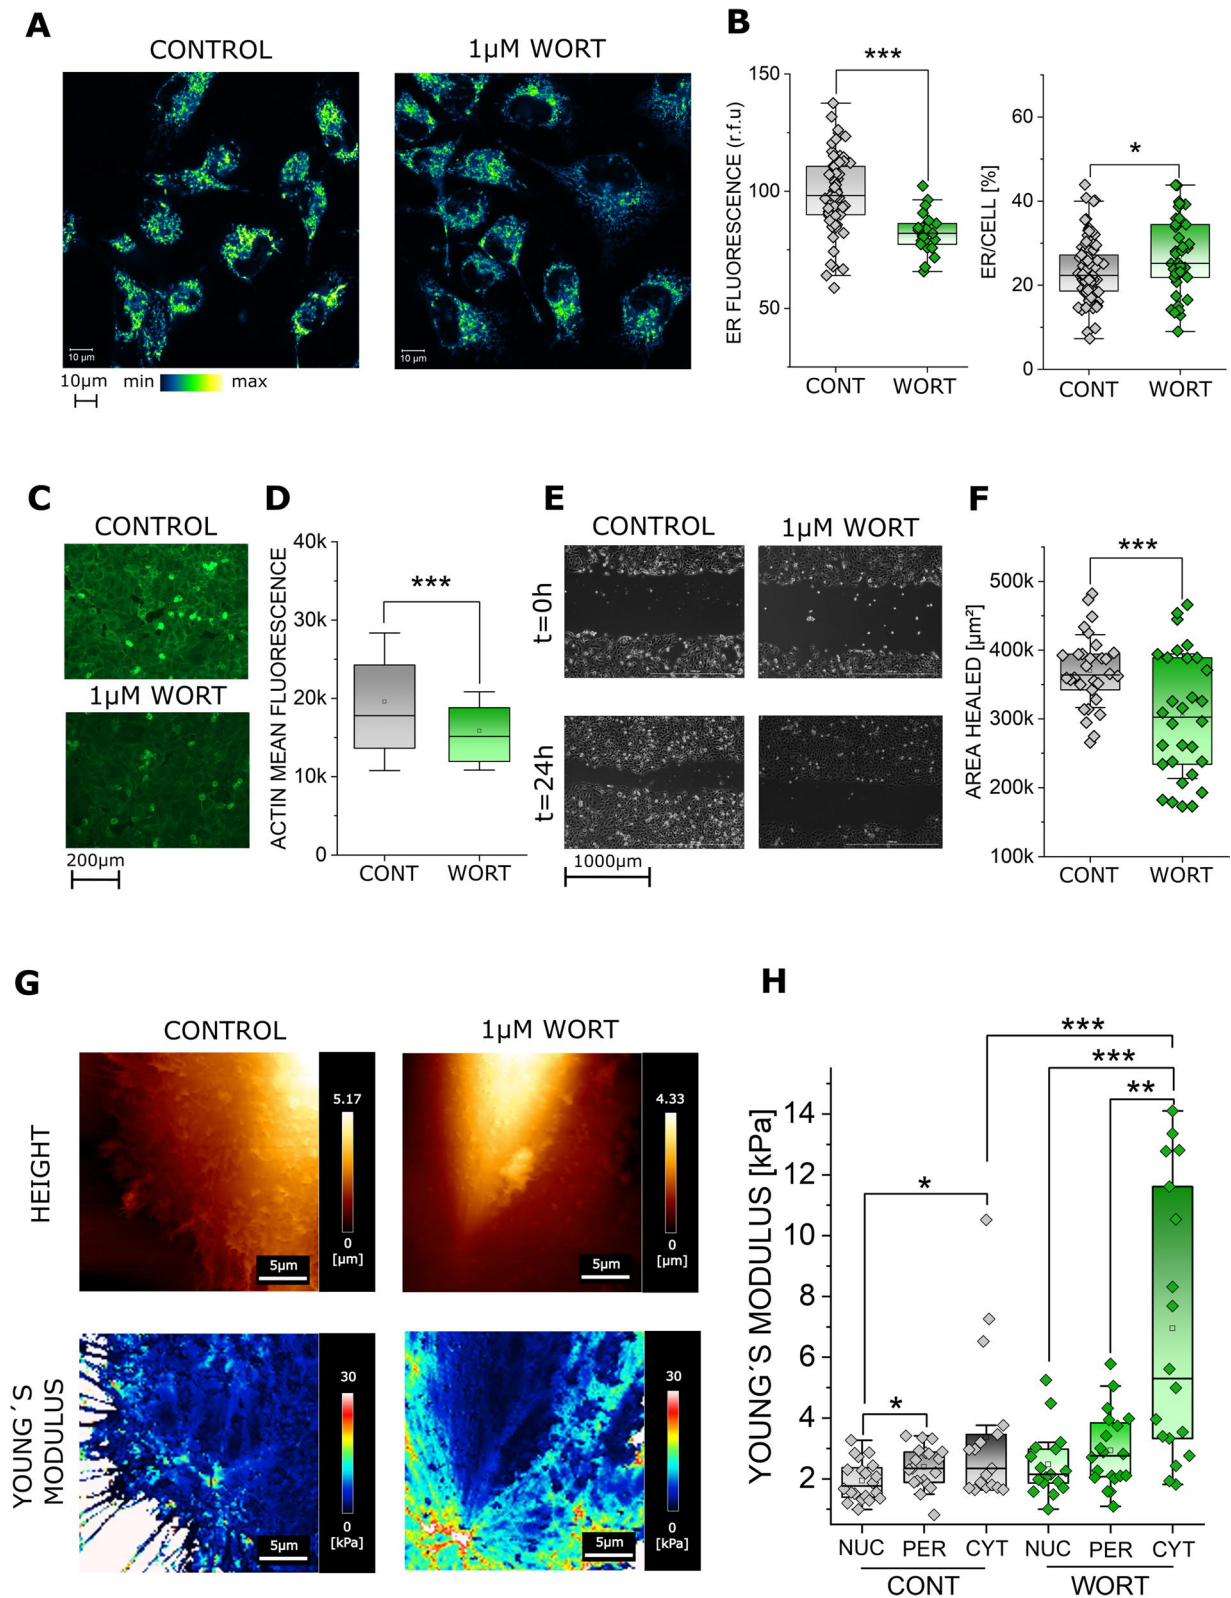 A
CONTROL
1µM WORT
10 µm
10 µm
10µm
min
max
B
***
ER FLUORESCENCE (r.f.u)
150
100
50
CONT
WORT
*
ER/CELL [%]
60
40
20
0
CONT
WORT
C
CONTROL
1µM WORT
200µm
D
ACTIN MEAN FLUORESCENCE
40k
30k
20k
10k
0
***
CONT
WORT
E
CONTROL
1µM WORT
t=0h
t=24h
1000µm
F
***
AREA HEALED [µm²]
500k
400k
300k
200k
100k
CONT
WORT
G
CONTROL
1µM WORT
HEIGHT
5.17
0
[µm]
5µm
4.33
0
[µm]
5µm
YOUNG´S
MODULUS
30
0
[kPa]
5µm
30
0
[kPa]
5µm
H
YOUNG´S MODULUS [kPa]
14
12
10
8
6
4
2
***
***
**
*
*
NUC
PER
CYT
NUC
PER
CYT
CONT
WORT